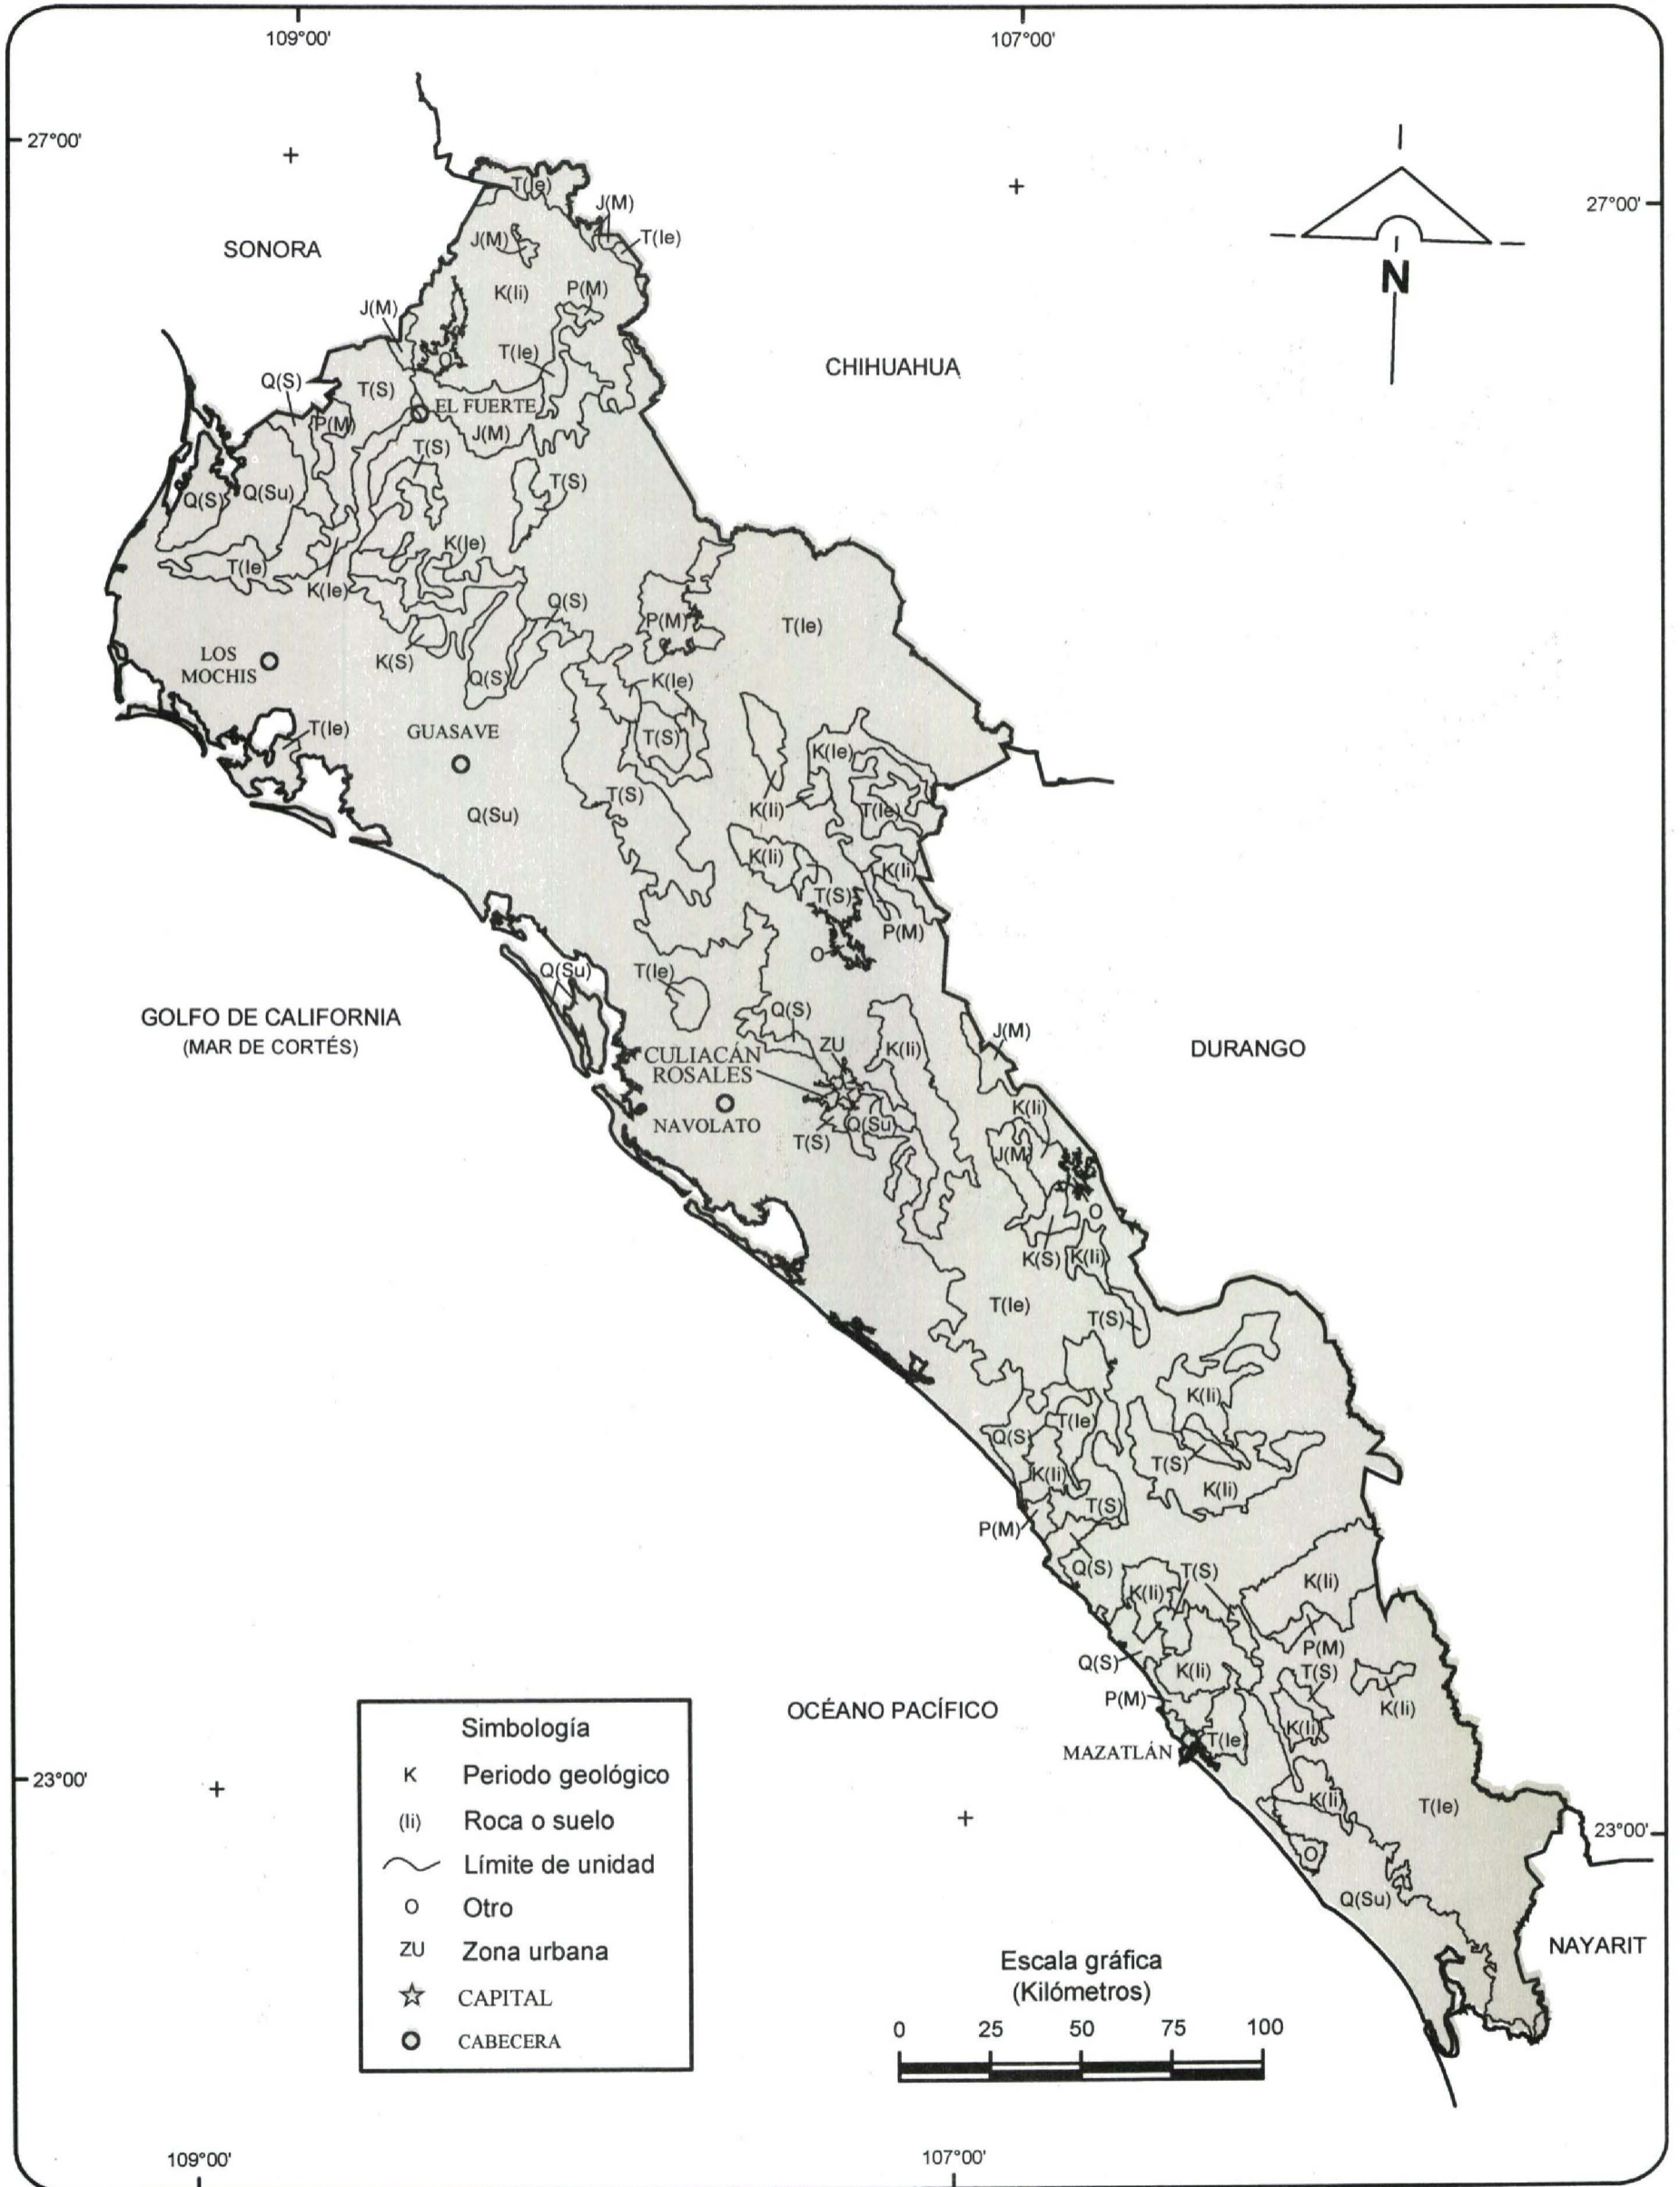 109°00'
107°00'
27°00'
27°00'
T(Ie)
J(M)
J(M)
T(Ie)
SONORA
N
K(Ii)
P(M)
J(M)
O
T(Ie)
CHIHUAHUA
Q(S)
T(S)
EL FUERTE
P(M)
J(M)
T(S)
T(S)
Q(S)
Q(Su)
K(Ie)
T(Ie)
K(Ie)
Q(S)
P(M)
T(Ie)
LOS
MOCHIS
K(S)
Q(S)
K(Ie)
T(Ie)
GUASAVE
T(S)
K(Ie)
T(S)
K(Ii)
T(Ie)
Q(Su)
K(Ii)
K(Ii)
T(S)
P(M)
O
Q(Su)
T(Ie)
GOLFO DE CALIFORNIA
(MAR DE CORTÉS)
Q(S)
J(M)
ZU
K(Ii)
DURANGO
CULIACÁN
ROSALES
K(Ii)
NAVOLATO
T(S)
Q(Su)
J(M)
O
K(S)
K(Ii)
T(Ie)
T(S)
K(Ii)
T(Ie)
Q(S)
T(S)
K(Ii)
K(Ii)
T(S)
P(M)
Q(S)
T(S)
K(Ii)
K(Ii)
P(M)
Q(S)
K(Ii)
T(S)
P(M)
K(Ii)
OCÉANO PACÍFICO
K(Ii)
T(Ie)
MAZATLÁN
K(Ii)
T(Ie)
O
Q(Su)
23°00'
23°00'
NAYARIT
Simbología
K Periodo geológico
(Ii) Roca o suelo
Límite de unidad
O Otro
ZU Zona urbana
CAPITAL
CABECERA
Escala gráfica
(Kilómetros)
0 25 50 75 100
109°00'
107°00'